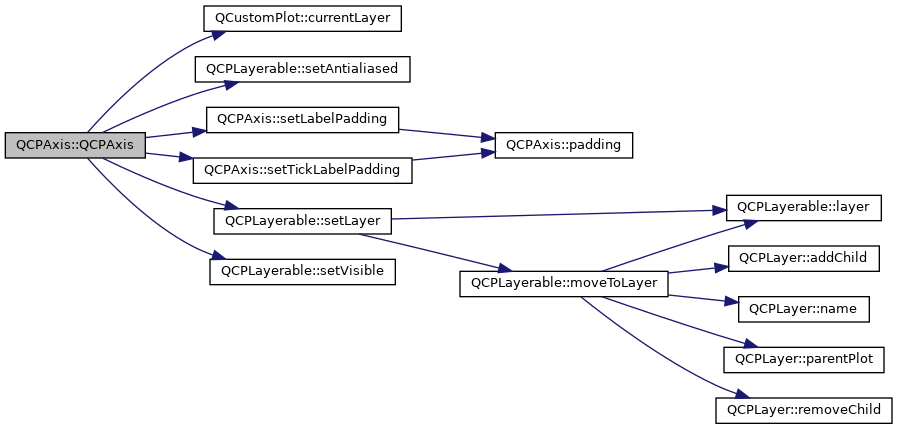 QCPAxis::QCPAxis
QCustomPlot::currentLayer
QCPLayerable::setAntialiased
QCPAxis::setLabelPadding
QCPAxis::setTickLabelPadding
QCPLayerable::setLayer
QCPLayerable::setVisible
QCPAxis::padding
QCPLayerable::moveToLayer
QCPLayerable::layer
QCPLayer::addChild
QCPLayer::name
QCPLayer::parentPlot
QCPLayer::removeChild